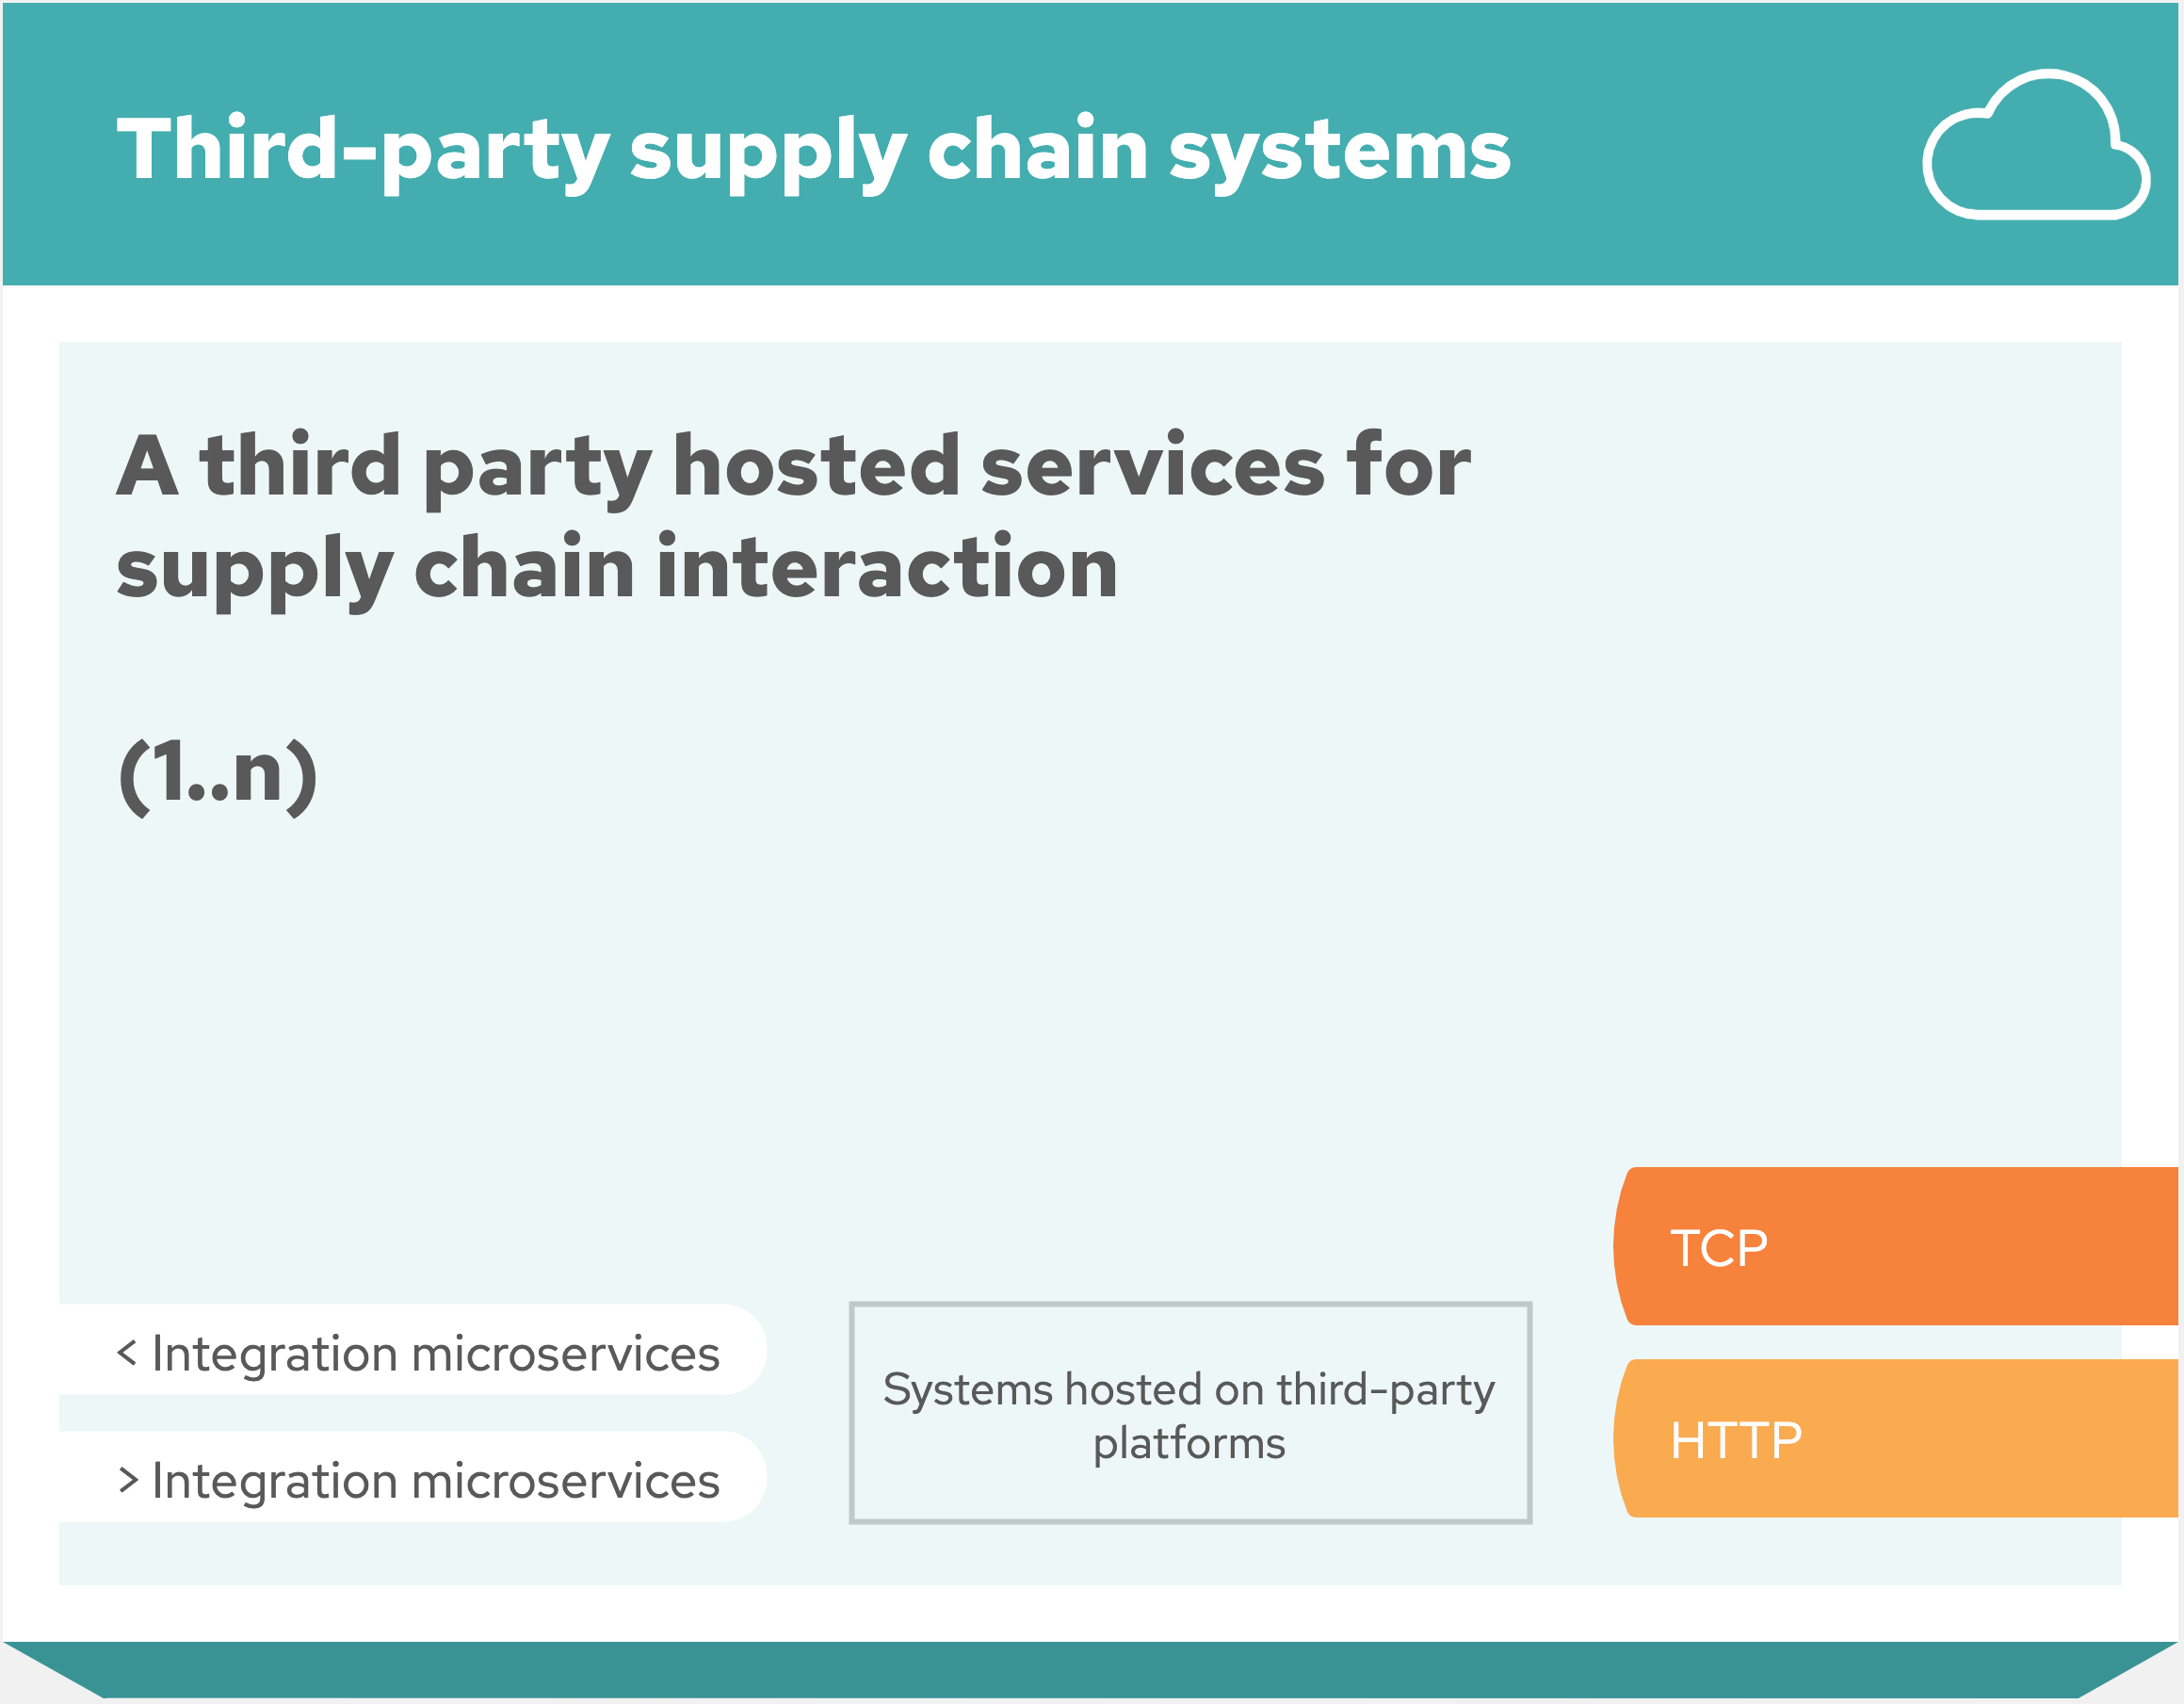 Third-party supply chain systems
A third party hosted services for
supply chain interaction
(1..n)
TCP
< Integration microservices
Systems hosted on third-party
platforms
HTTP
> Integration microservices